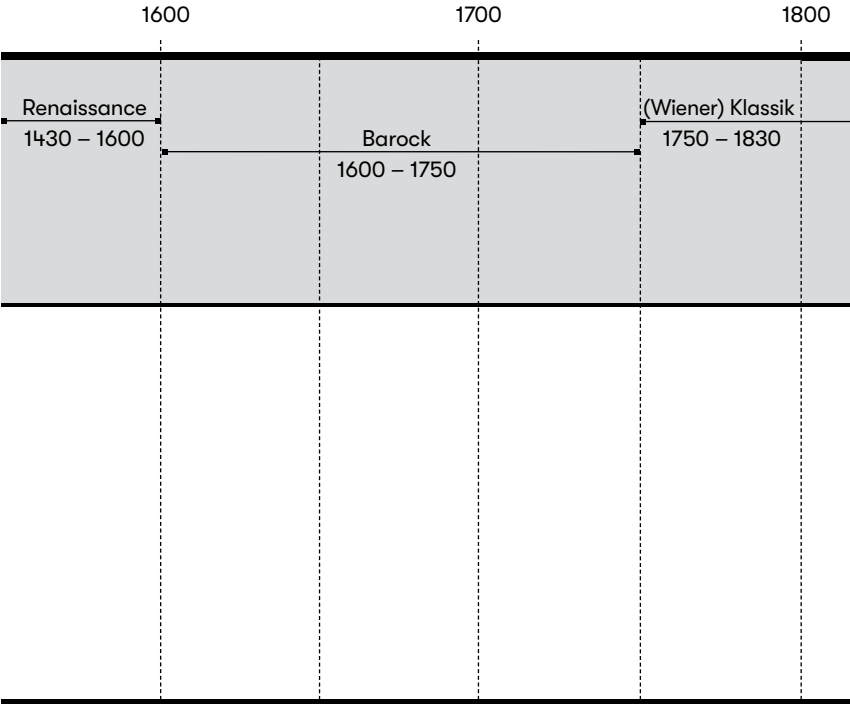 1600 1700 1800
Renaissance
1430 – 1600
Barock
1600 – 1750
(Wiener) Klassik
1750 – 1830